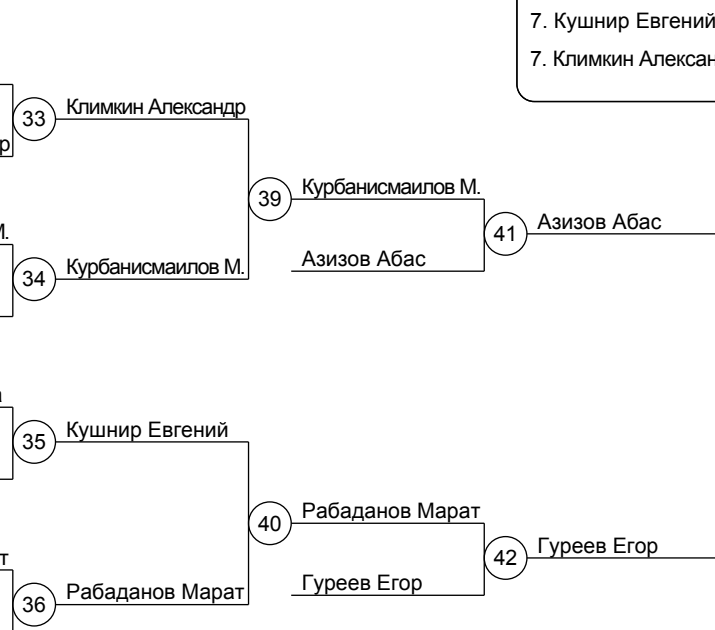 7. Кушнир Евгений
7. Климкин Алексан
33
Климкин Александр
р
39
Курбанисмаилов М.
41
Азизов Абас
М.
34
Курбанисмаилов М.
Азизов Абас
35
Кушнир Евгений
40
Рабаданов Марат
42
Гуреев Егор
т
36
Рабаданов Марат
Гуреев Егор